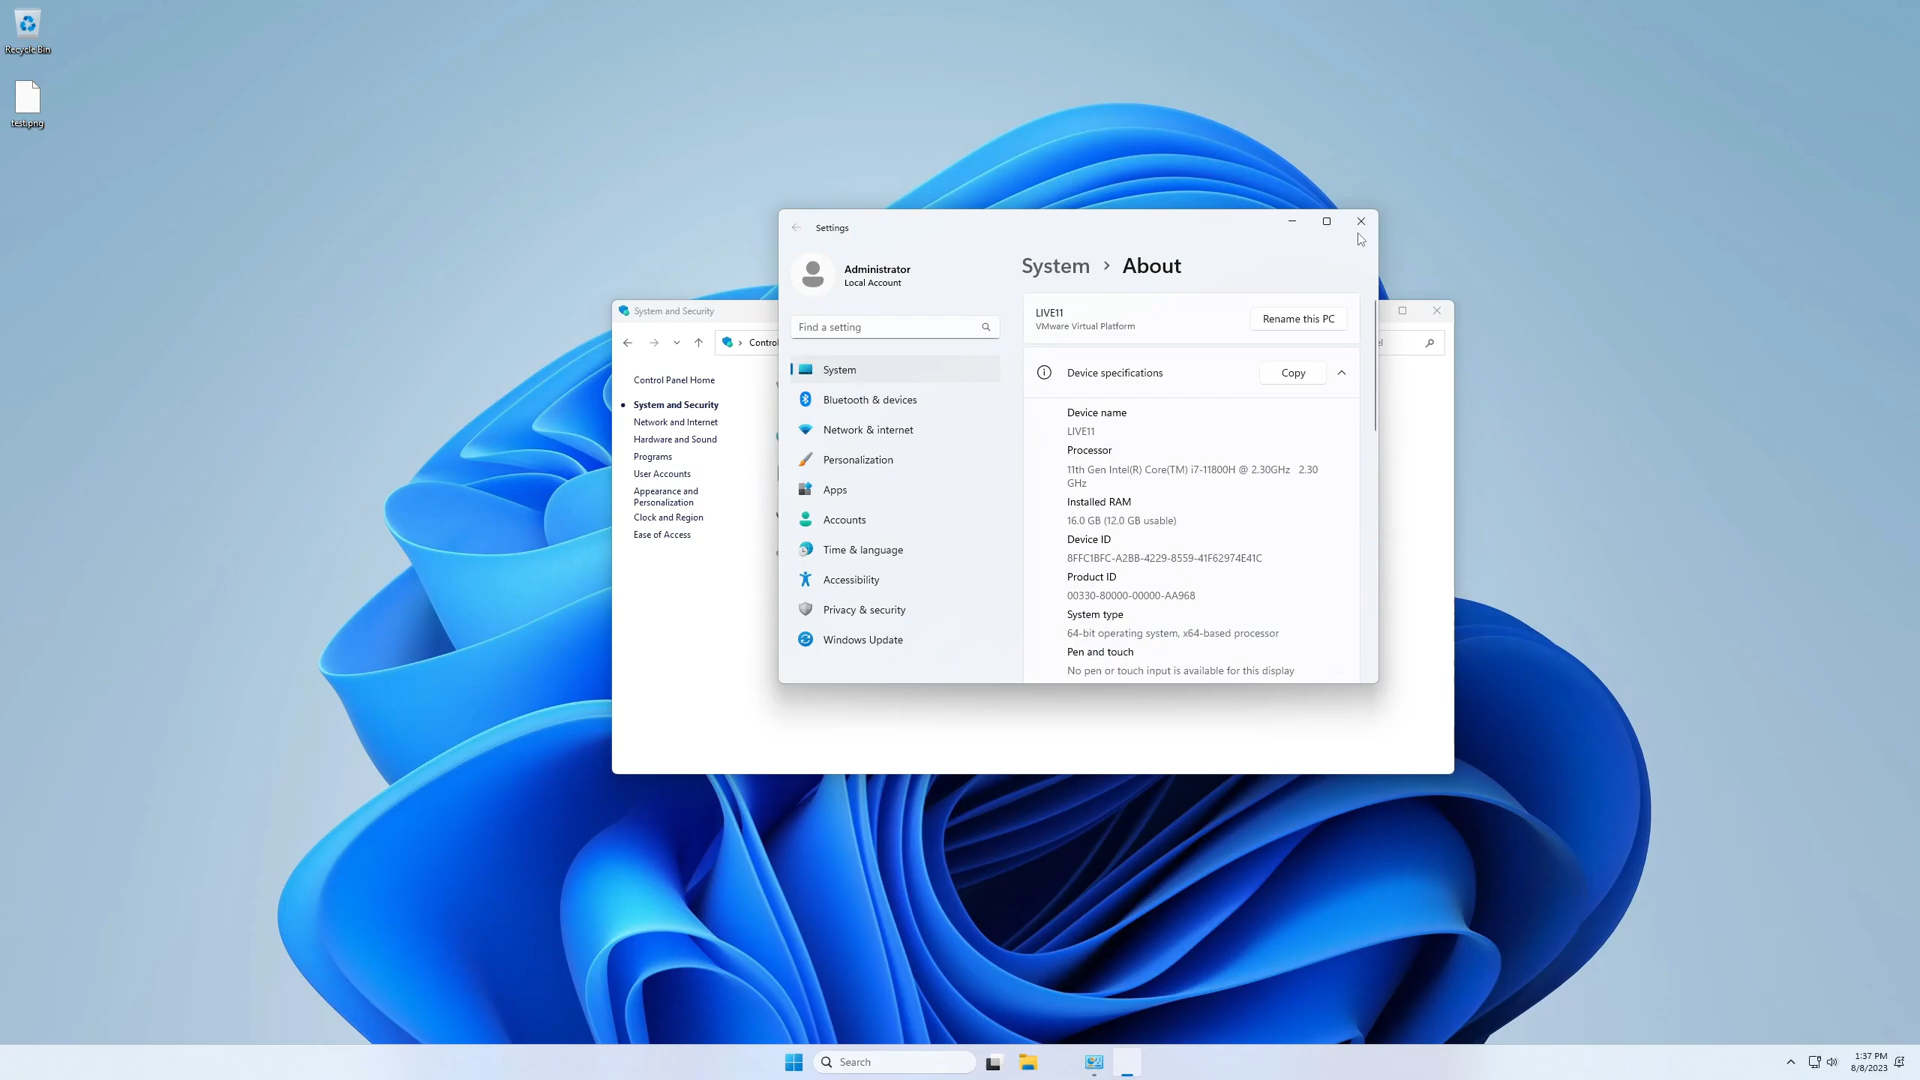 Recycle Bin
test.png
Settings
Administrator
Local Account
Find a setting
System
Bluetooth & devices
Network & internet
Personalization
Apps
Accounts
Time & language
Accessibility
Privacy & security
Windows Update
System > About
LIVE11
VMware Virtual Platform
Rename this PC
Device specifications
Copy
Device name
LIVE11
Processor
11th Gen Intel(R) Core(TM) i7-11800H @ 2.30GHz 2.30
GHz
Installed RAM
16.0 GB (12.0 GB usable)
Device ID
8FFC1BFC-A2BB-4229-8559-41F62974E41C
Product ID
00330-80000-00000-AA968
System type
64-bit operating system, x64-based processor
Pen and touch
No pen or touch input is available for this display
System and Security
Control Panel Home
System and Security
Network and Internet
Hardware and Sound
Programs
User Accounts
Appearance and
Personalization
Clock and Region
Ease of Access
Search
1:37 PM
8/8/2023